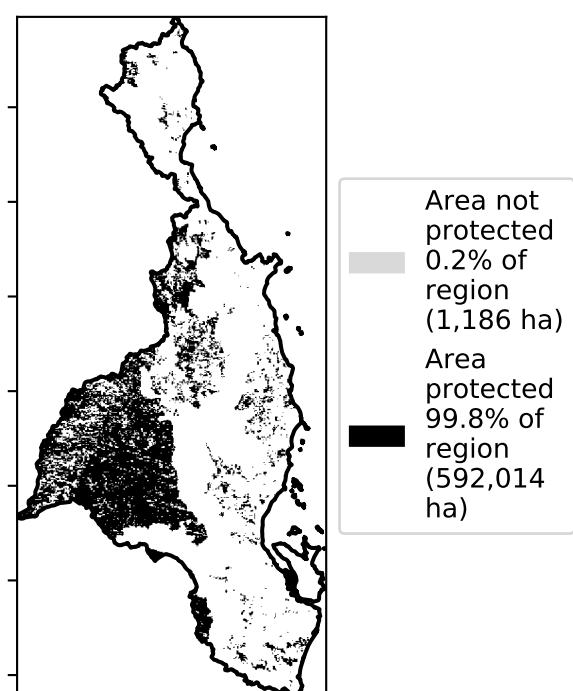 Area not
protected
0.2% of
region
(1,186 ha)
Area
protected
99.8% of
region
(592,014
ha)